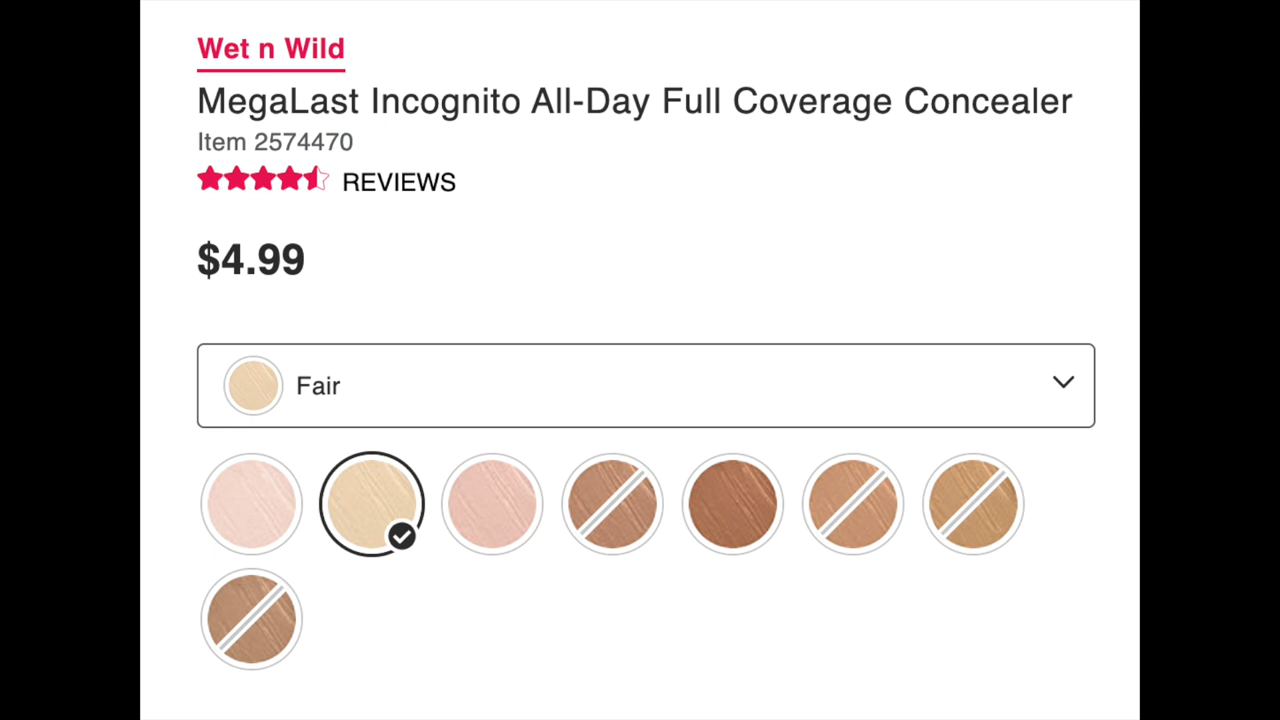 Wet n Wild
MegaLast Incognito All-Day Full Coverage Concealer
Item 2574470
REVIEWS
$4.99
Fair